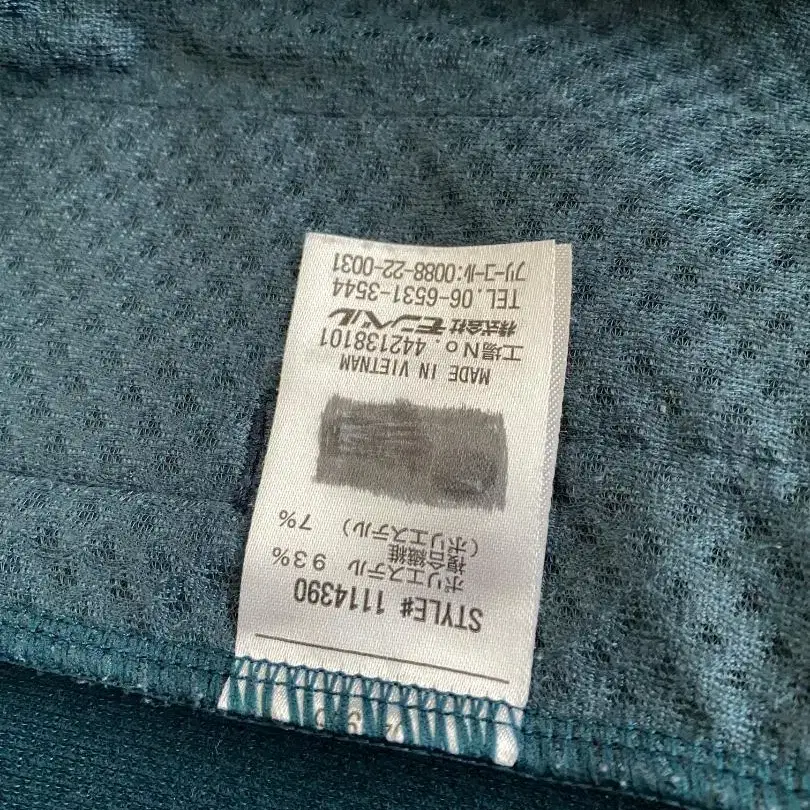 STYLE# 1114390
ポリエステル 93%
複合繊維
(ポリエステル) 7%
MADE IN VIETNAM
工場No. 442138101
株式会社モンベル
TEL. 06-6531-3544
フリーコール:0088-22-0031